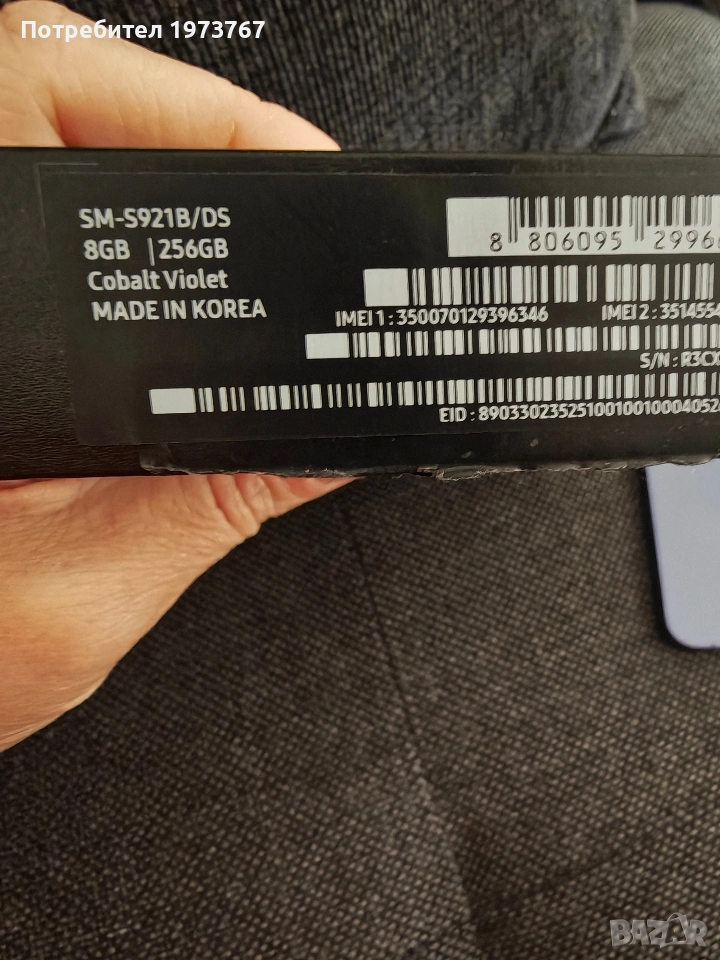 Потребител 1973767
SM-S921B/DS
8GB | 256GB
Cobalt Violet
MADE IN KOREA
8 806095 2996
IMEI 1 : 350070129396346
IMEI 2 : 3514554
S/N : R3CX
EID : 8903302352510010010004052
BAZAR